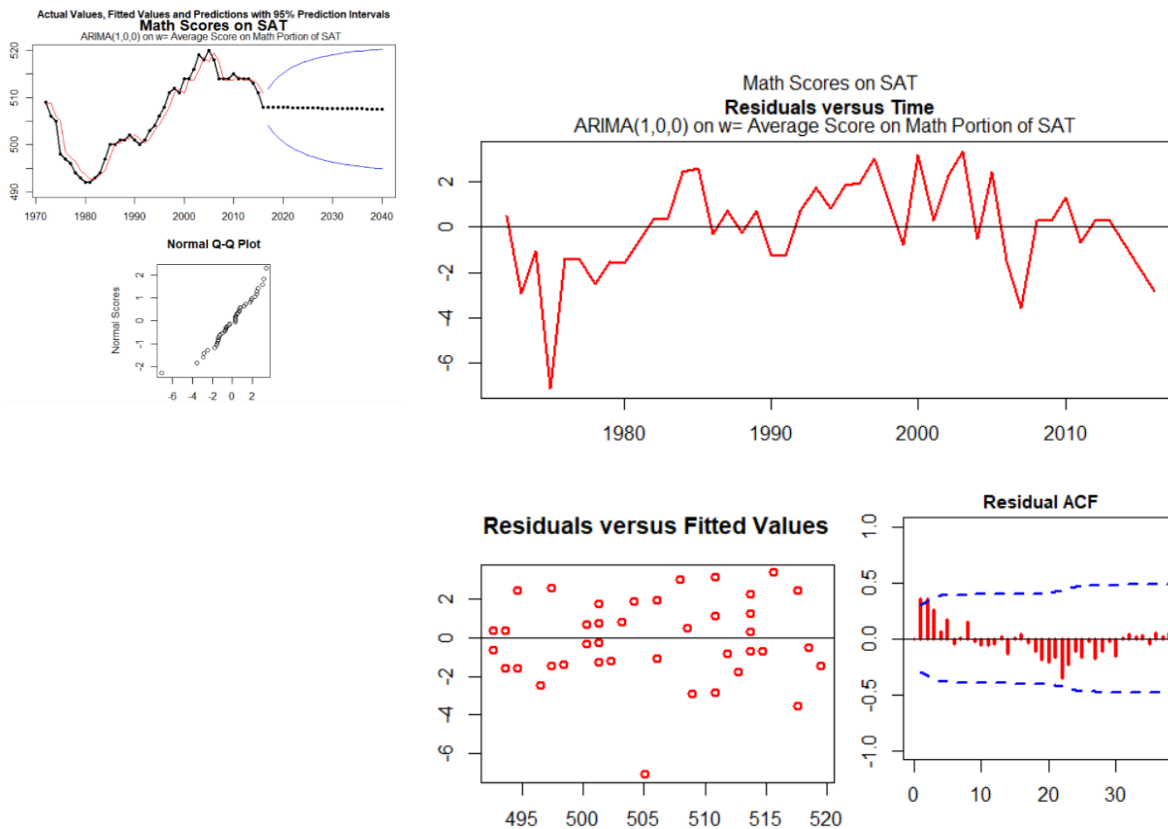 Actual Values, Fitted Values and Predictions with 95% Prediction Intervals
Math Scores on SAT
ARIMA(1,0,0) on w= Average Score on Math Portion of SAT
520
510
500
490
1970 1980 1990 2000 2010 2020 2030 2040
Normal Q-Q Plot
Normal Scores
2
1
0
-1
-2
-6 -4 -2 0 2
Math Scores on SAT
Residuals versus Time
ARIMA(1,0,0) on w= Average Score on Math Portion of SAT
2
0
-2
-4
-6
1980 1990 2000 2010
Residuals versus Fitted Values
2
0
-2
-4
-6
495 500 505 510 515 520
Residual ACF
1.0
0.5
0.0
-0.5
-1.0
0 10 20 30